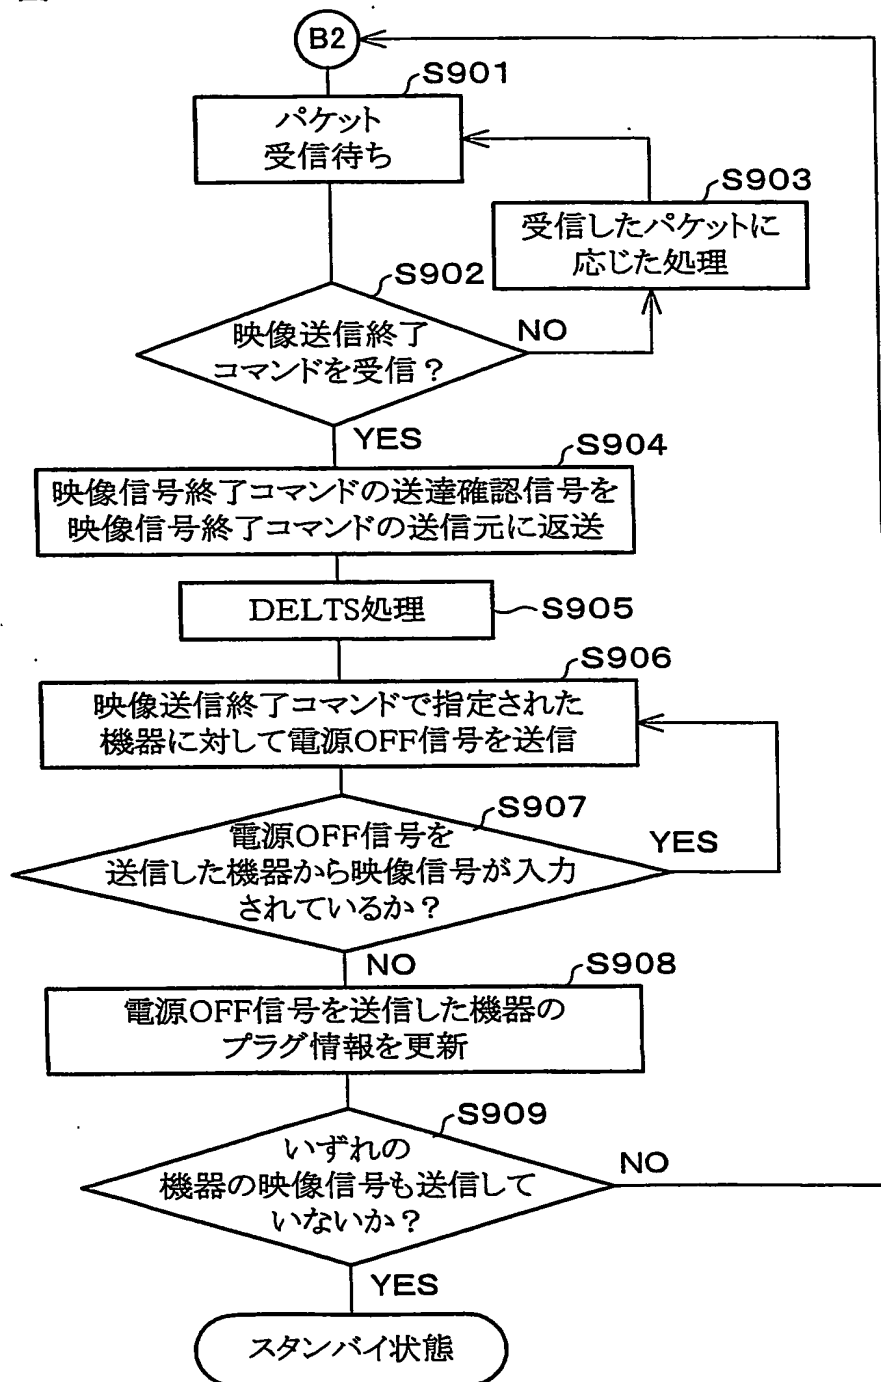 B2
S901
パケット
受信待ち
S903
受信したパケットに
応じた処理
S902
映像送信終了
コマンドを受信？
NO
YES
S904
映像信号終了コマンドの送達確認信号を
映像信号終了コマンドの送信元に返送
DELTS処理
S905
S906
映像送信終了コマンドで指定された
機器に対して電源OFF信号を送信
S907
電源OFF信号を
送信した機器から映像信号が入力
されているか？
YES
NO
S908
電源OFF信号を送信した機器の
プラグ情報を更新
S909
いずれの
機器の映像信号も送信して
いないか？
NO
YES
スタンバイ状態